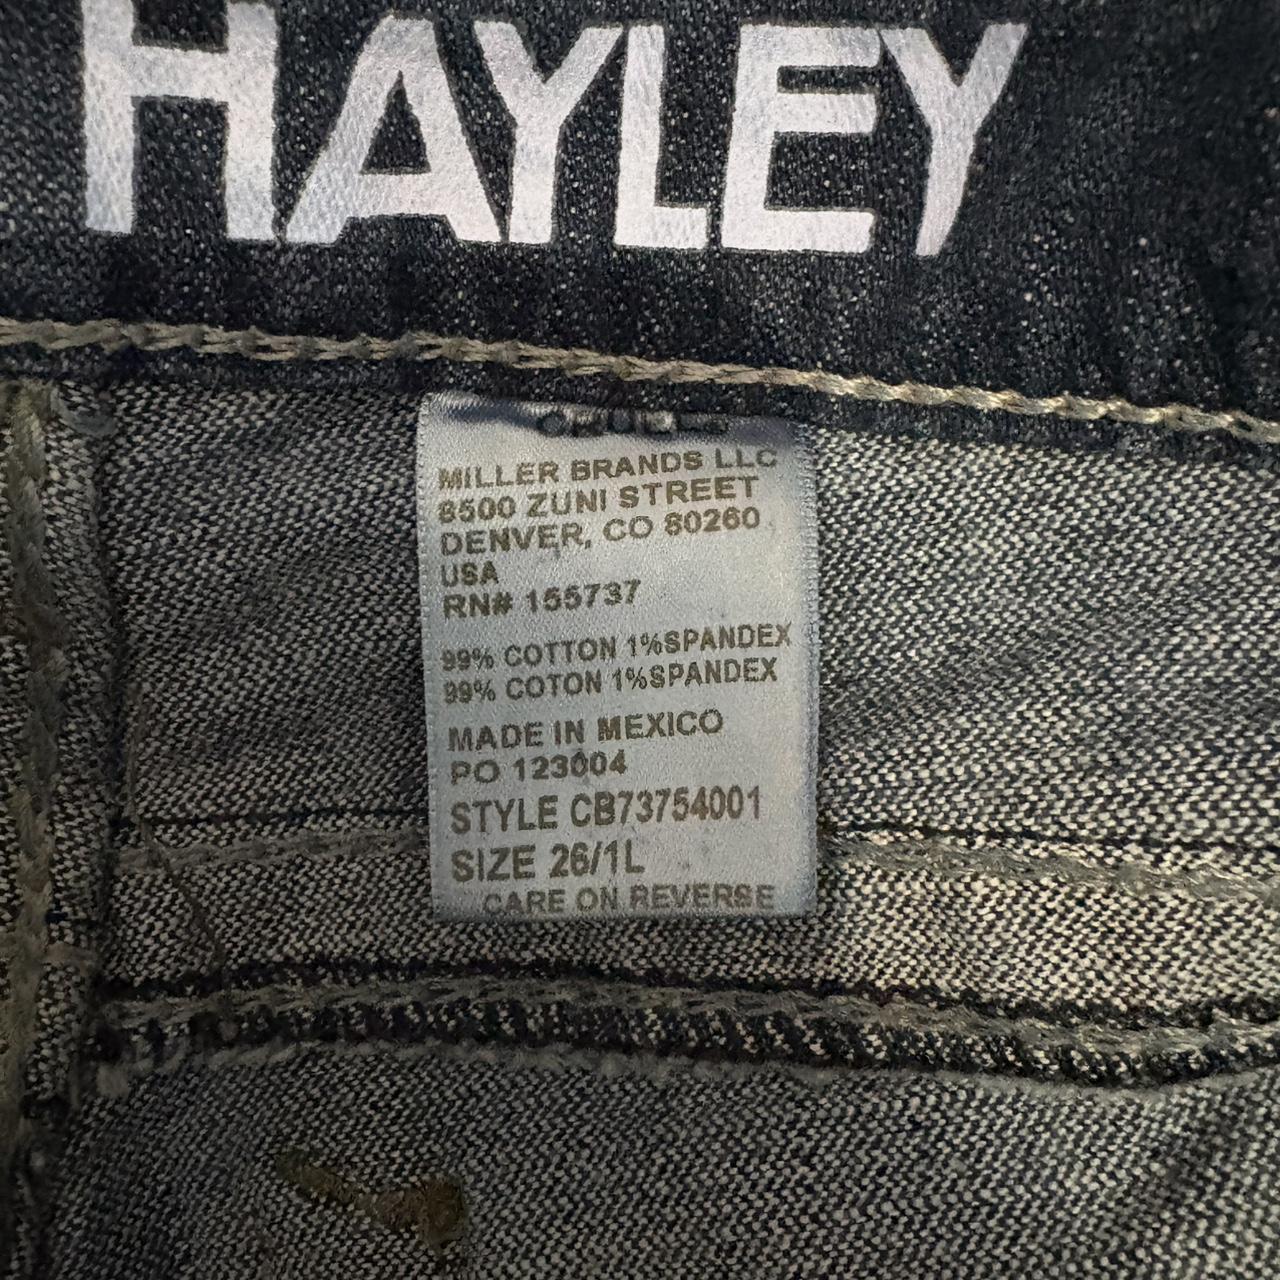 HAYLEY
MILLER BRANDS LLC
8500 ZUNI STREET
DENVER, CO 80260
USA
RN# 155737
99% COTTON 1%SPANDEX
99% COTON 1%SPANDEX
MADE IN MEXICO
PO 123004
STYLE CB73754001
SIZE 26/1L
CARE ON REVERSE